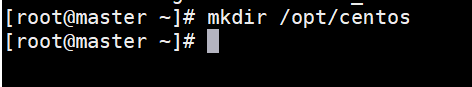 [root@master ~]# mkdir /opt/centos
[root@master ~]#